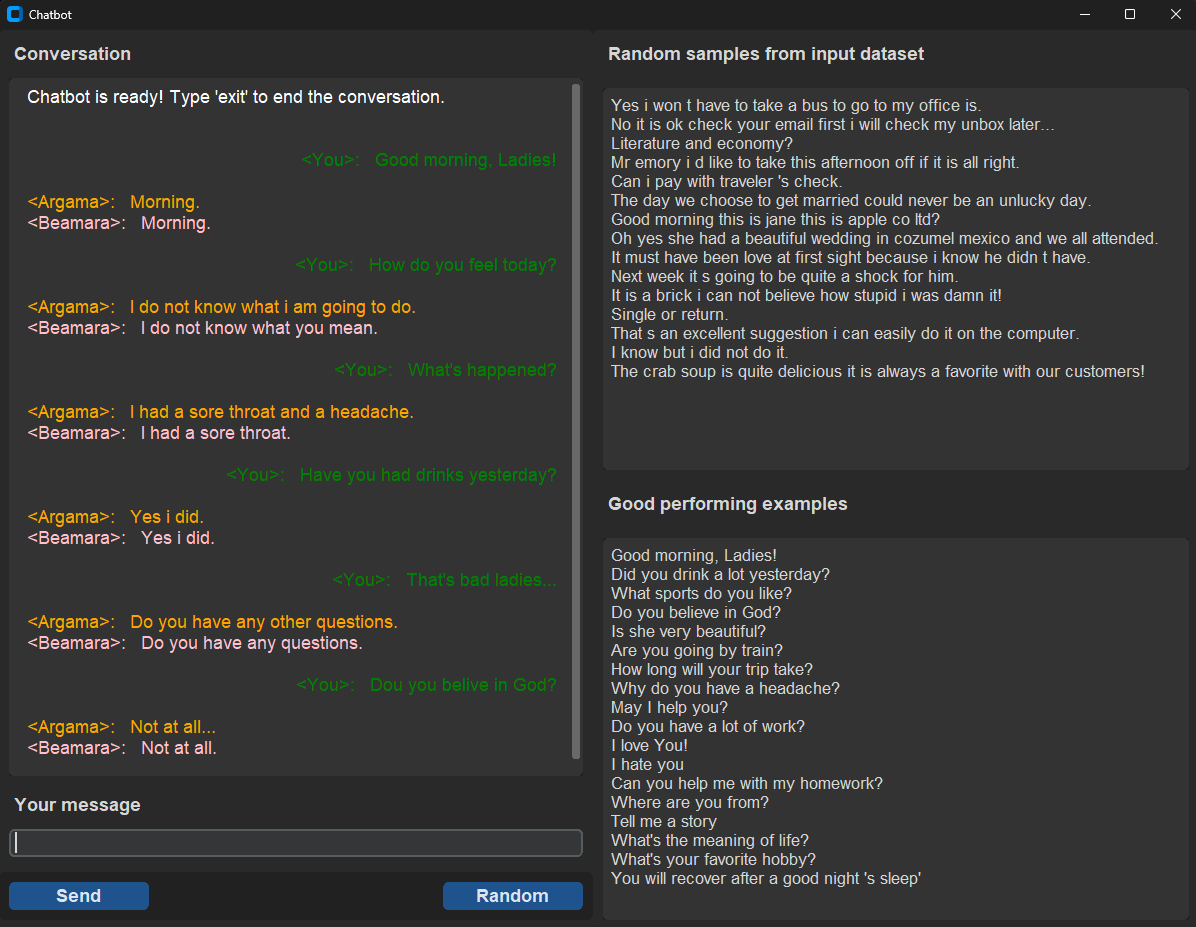 Chatbot
Conversation
Chatbot is ready! Type 'exit' to end the conversation.
<You>: Good morning, Ladies!
<Argama>: Morning.
<Beamara>: Morning.
<You>: How do you feel today?
<Argama>: I do not know what i am going to do.
<Beamara>: I do not know what you mean.
<You>: What's happened?
<Argama>: I had a sore throat and a headache.
<Beamara>: I had a sore throat.
<You>: Have you had drinks yesterday?
<Argama>: Yes i did.
<Beamara>: Yes i did.
<You>: That's bad ladies...
<Argama>: Do you have any other questions.
<Beamara>: Do you have any questions.
<You>: Dou you belive in God?
<Argama>: Not at all...
<Beamara>: Not at all.
Your message
Send
Random
Random samples from input dataset
Yes i won t have to take a bus to go to my office is.
No it is ok check your email first i will check my unbox later...
Literature and economy?
Mr emory i d like to take this afternoon off if it is all right.
Can i pay with traveler 's check.
The day we choose to get married could never be an unlucky day.
Good morning this is jane this is apple co ltd?
Oh yes she had a beautiful wedding in cozumel mexico and we all attended.
It must have been love at first sight because i know he didn t have.
Next week it s going to be quite a shock for him.
It is a brick i can not believe how stupid i was damn it!
Single or return.
That s an excellent suggestion i can easily do it on the computer.
I know but i did not do it.
The crab soup is quite delicious it is always a favorite with our customers!
Good performing examples
Good morning, Ladies!
Did you drink a lot yesterday?
What sports do you like?
Do you believe in God?
Is she very beautiful?
Are you going by train?
How long will your trip take?
Why do you have a headache?
May I help you?
Do you have a lot of work?
I love You!
I hate you
Can you help me with my homework?
Where are you from?
Tell me a story
What's the meaning of life?
What's your favorite hobby?
You will recover after a good night 's sleep'